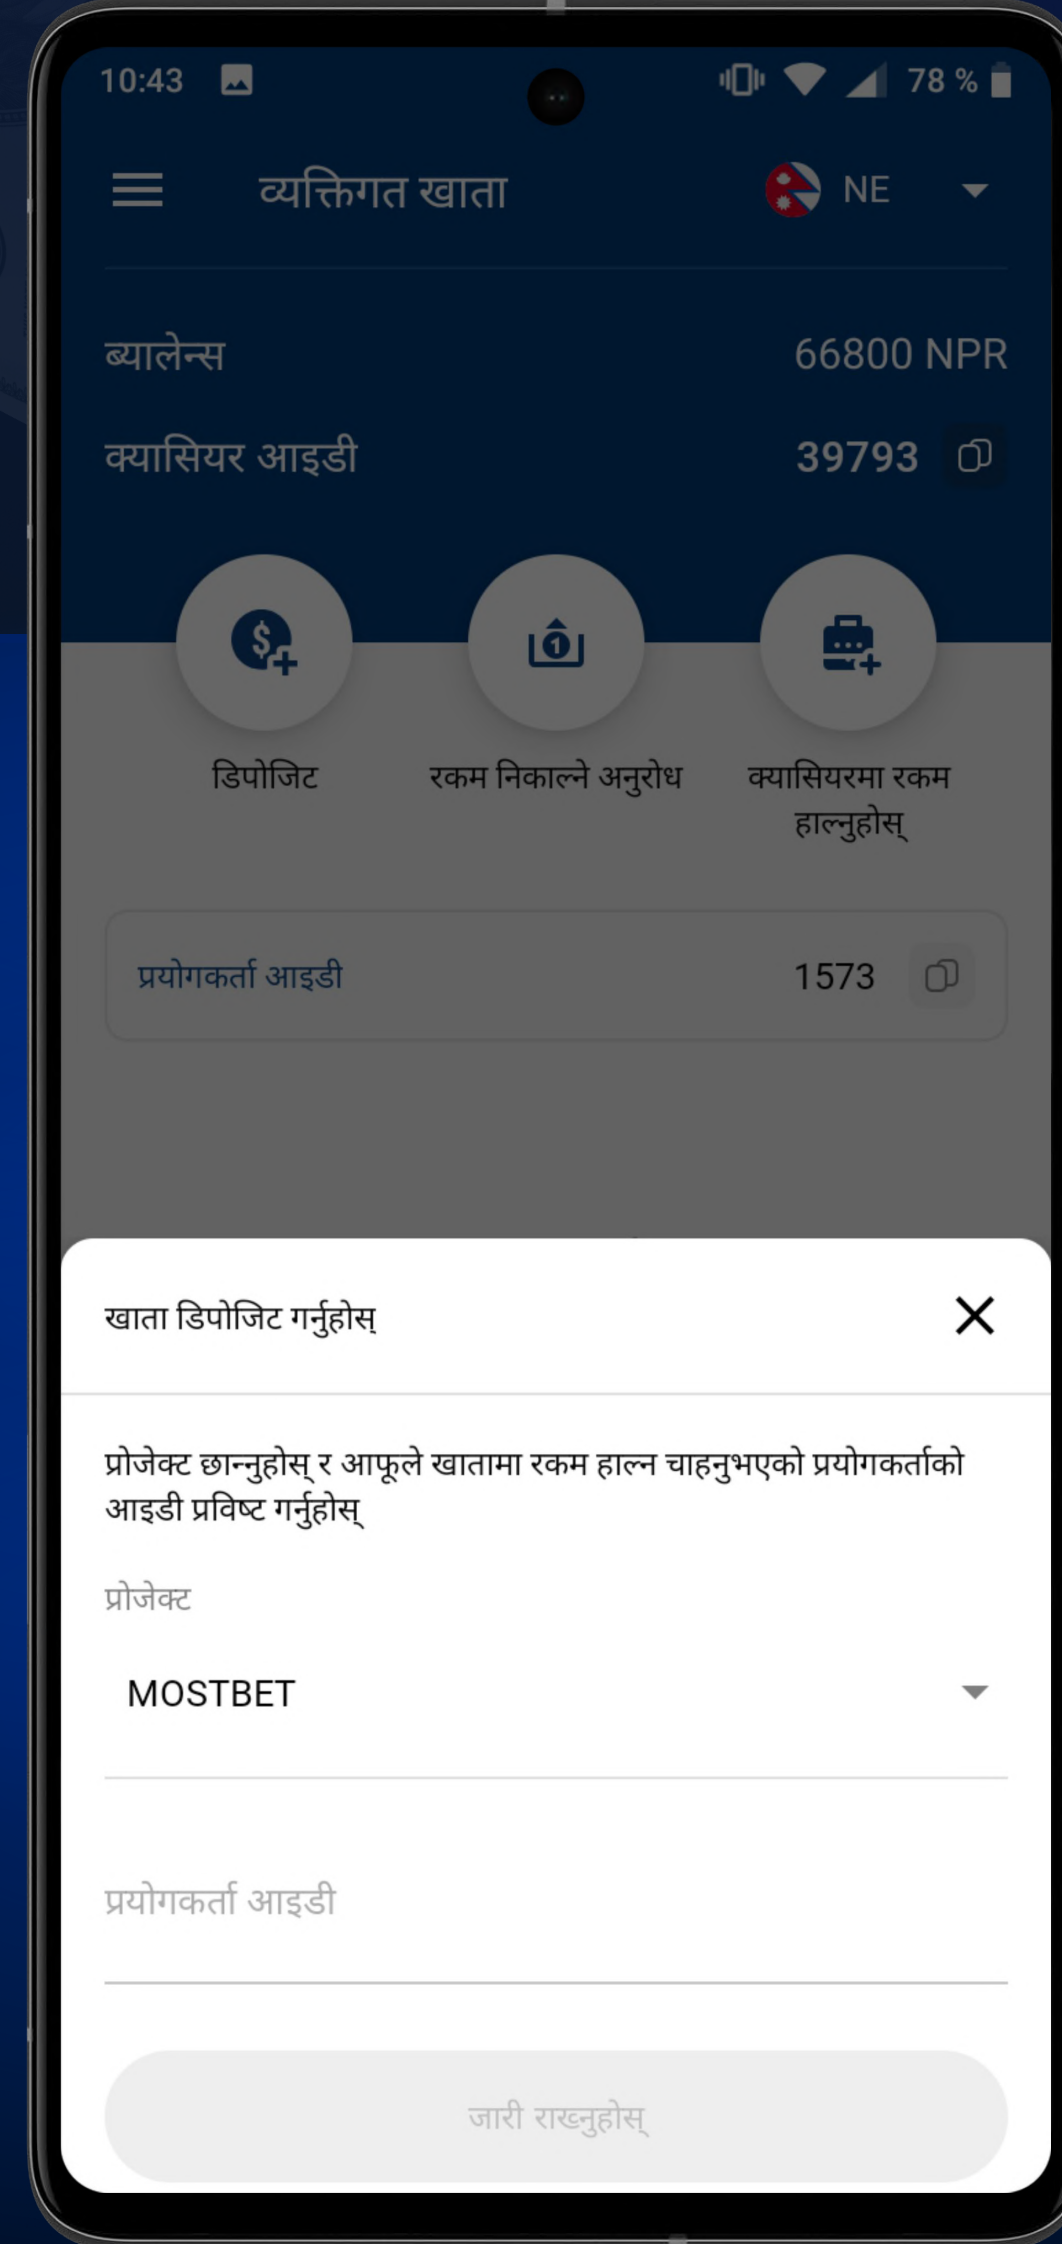 10:43 78 %
व्यक्तिगत खाता NE
ब्यालेन्स 66800 NPR
क्यासियर आइडी 39793
डिपोजिट रकम निकाल्ने अनुरोध क्यासियरमा रकम
हाल्नुहोस्
प्रयोगकर्ता आइडी 1573
खाता डिपोजिट गर्नुहोस्
प्रोजेक्ट छान्नुहोस् र आफूले खातामा रकम हाल्न चाहनुभएको प्रयोगकर्ताको
आइडी प्रविष्ट गर्नुहोस्
प्रोजेक्ट
MOSTBET
प्रयोगकर्ता आइडी
जारी राख्नुहोस्